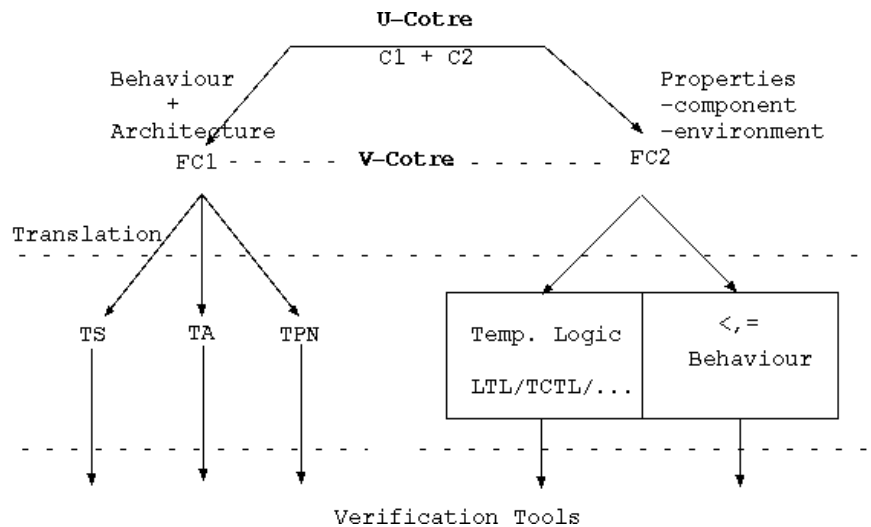 U-Cotre
C1 + C2
Behaviour
+
Architecture
Properties
-component
-environment
FC1
V-Cotre
FC2
Translation
TS
TA
TPN
Temp. Logic
LTL/TCTL/...
<,=
Behaviour
Verification Tools